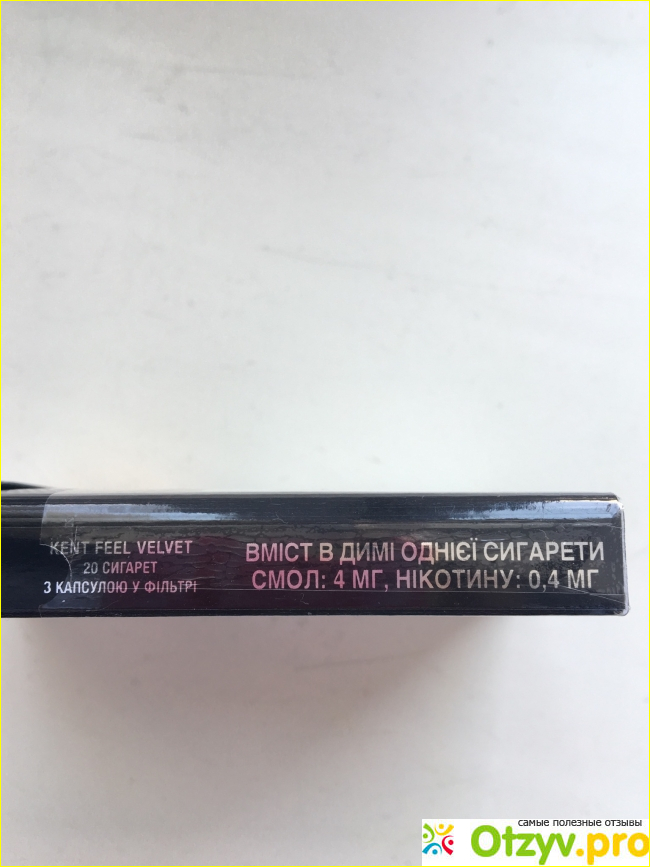 KENT FEEL VELVET
20 СИГАРЕТ
З КАПСУЛОЮ У ФІЛЬТРІ
ВМІСТ В ДИМІ ОДНІЄЇ СИГАРЕТИ
СМОЛ: 4 МГ, НІКОТИНУ: 0,4 МГ
самые полезные отзывы
Otzyv.pro